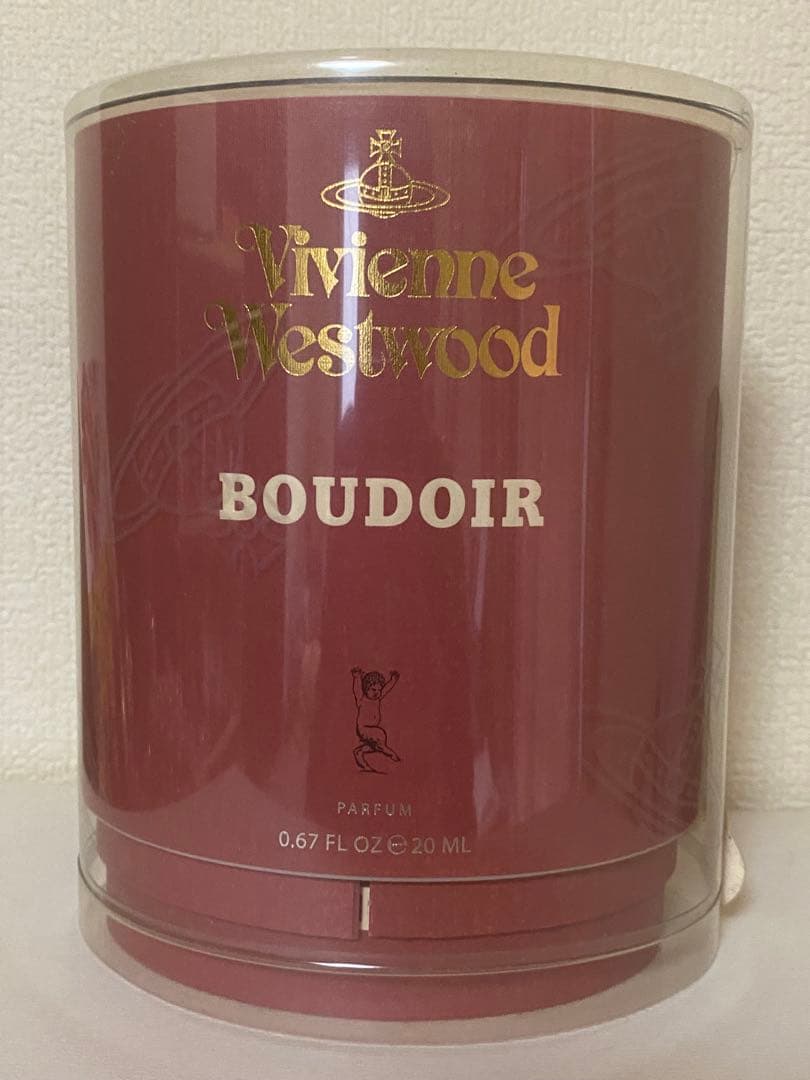 Vivienne
Westwood
BOUDOIR
PARFUM
0.67 FL OZ ℮ 20 ML